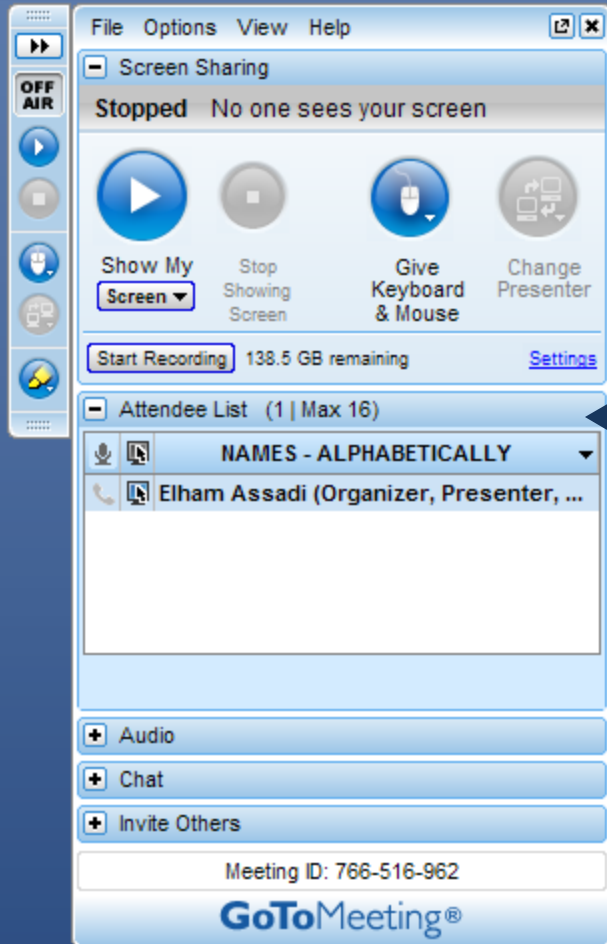 File Options View Help
Screen Sharing
OFF AIR
Stopped No one sees your screen
Show My
Screen
Stop Showing Screen
Give Keyboard & Mouse
Change Presenter
Start Recording 138.5 GB remaining Settings
Attendee List (1 | Max 16)
NAMES - ALPHABETICALLY
Elham Assadi (Organizer, Presenter, ...
Audio
Chat
Invite Others
Meeting ID: 766-516-962
GoToMeeting®